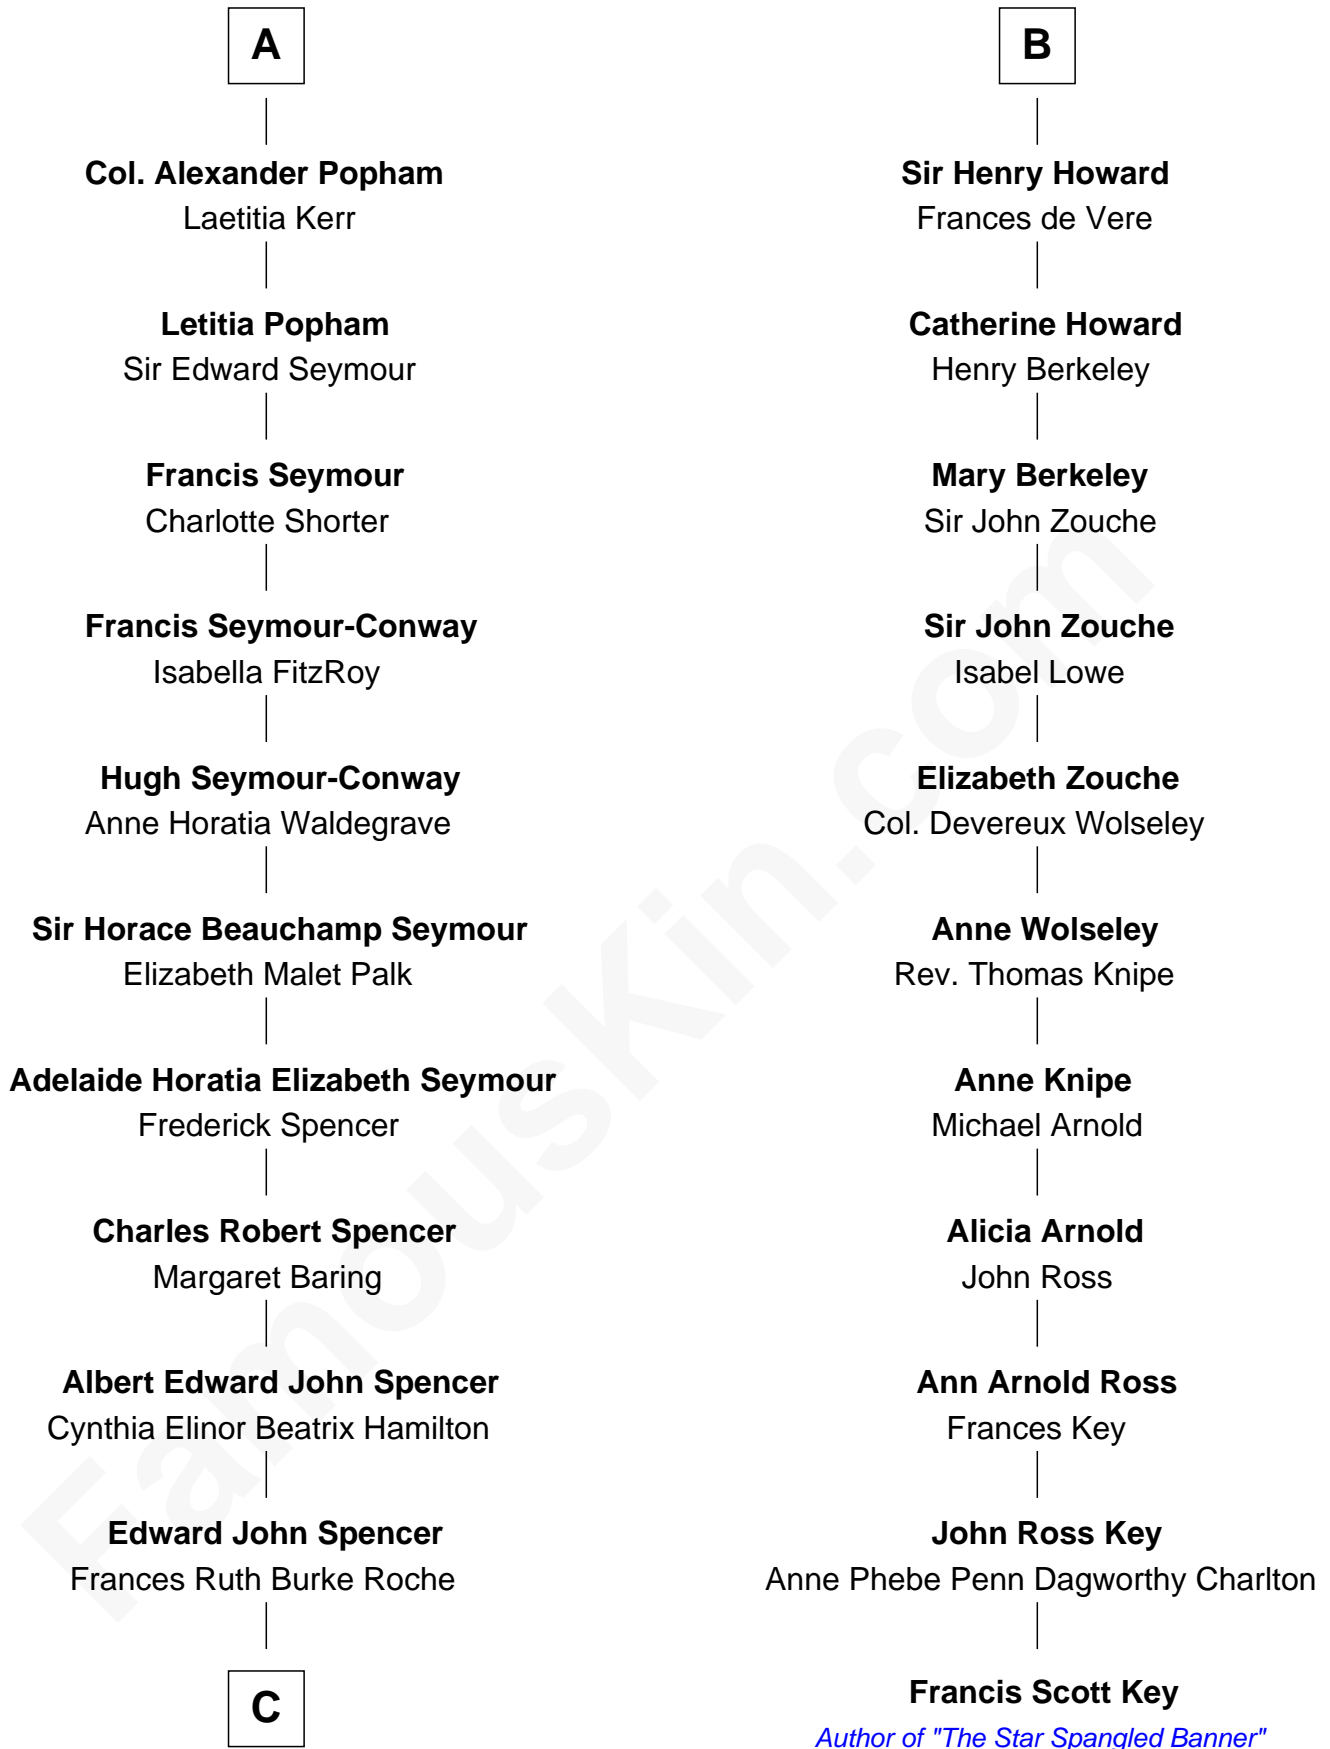 A
Col. Alexander Popham
Laetitia Kerr
Letitia Popham
Sir Edward Seymour
Francis Seymour
Charlotte Shorter
Francis Seymour-Conway
Isabella FitzRoy
Hugh Seymour-Conway
Anne Horatia Waldegrave
Sir Horace Beauchamp Seymour
Elizabeth Malet Palk
Adelaide Horatia Elizabeth Seymour
Frederick Spencer
Charles Robert Spencer
Margaret Baring
Albert Edward John Spencer
Cynthia Elinor Beatrix Hamilton
Edward John Spencer
Frances Ruth Burke Roche
C
B
Sir Henry Howard
Frances de Vere
Catherine Howard
Henry Berkeley
Mary Berkeley
Sir John Zouche
Sir John Zouche
Isabel Lowe
Elizabeth Zouche
Col. Devereux Wolseley
Anne Wolseley
Rev. Thomas Knipe
Anne Knipe
Michael Arnold
Alicia Arnold
John Ross
Ann Arnold Ross
Frances Key
John Ross Key
Anne Phebe Penn Dagworthy Charlton
Francis Scott Key
Author of "The Star Spangled Banner"
FamousKin.com